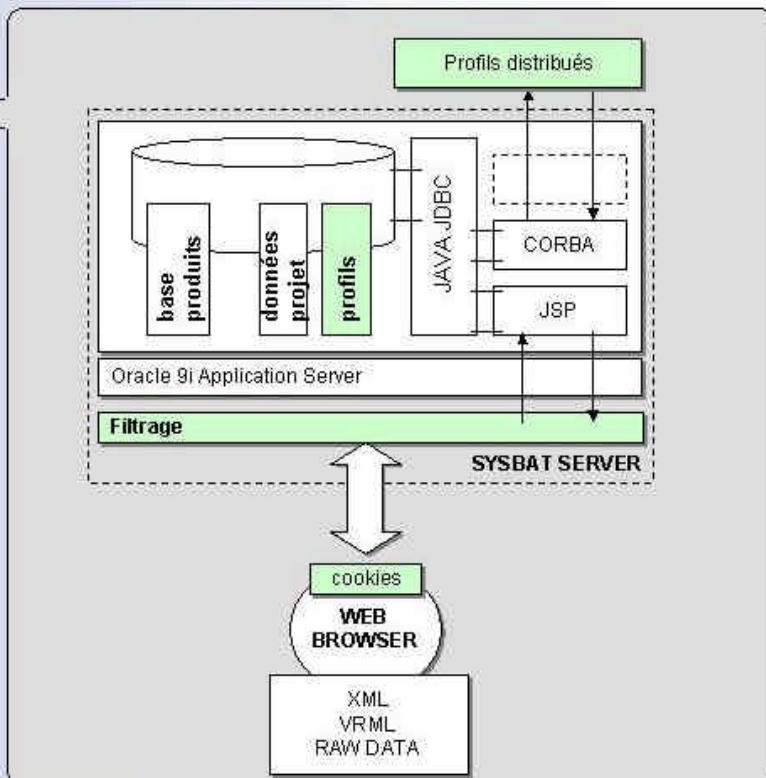 Profils distribués
base
produits
données
projet
profils
JAVA JDBC
CORBA
JSP
Oracle 9i Application Server
Filtrage
SYSBAT SERVER
cookies
WEB
BROWSER
XML
VRML
RAW DATA